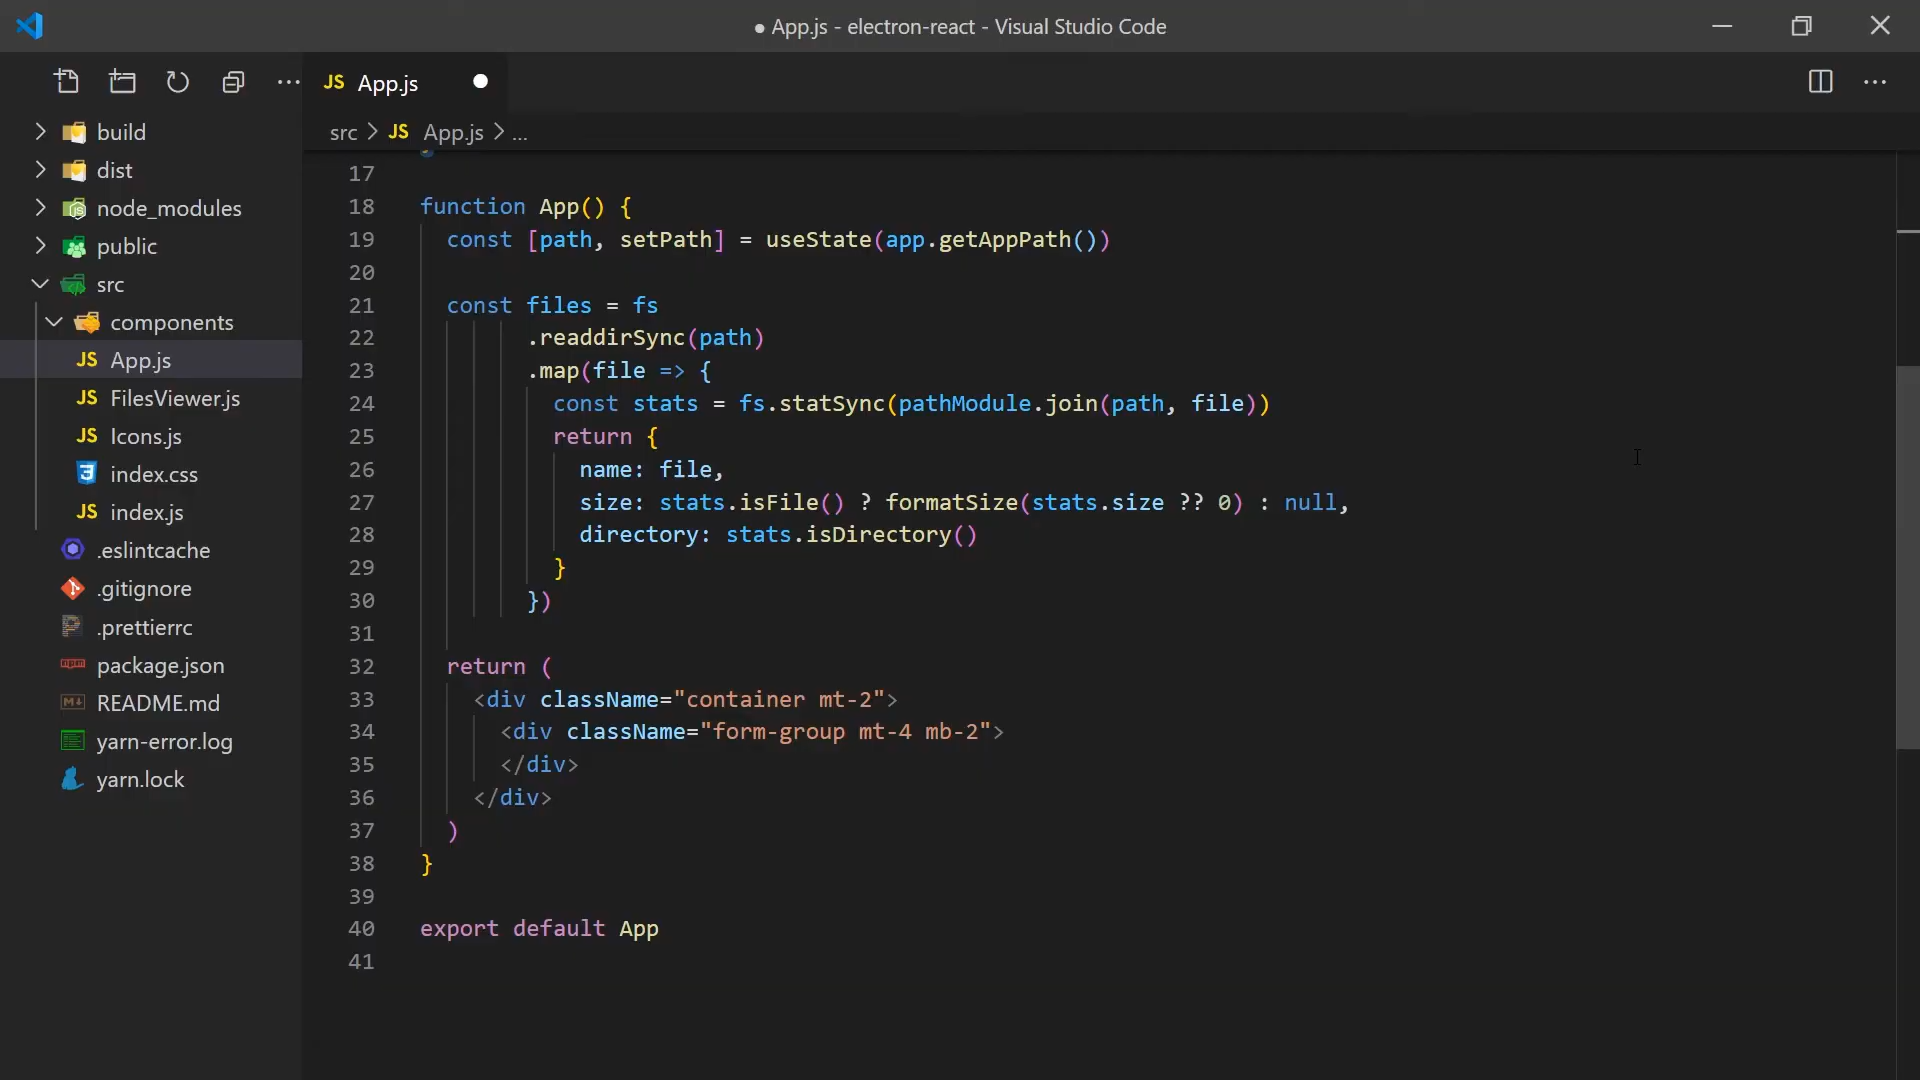 ● App.js - electron-react - Visual Studio Code
JS App.js
src > JS App.js > ...
build
dist
node_modules
public
src
components
JS App.js
JS FilesViewer.js
JS Icons.js
index.css
JS index.js
.eslintcache
.gitignore
.prettierrc
package.json
README.md
yarn-error.log
yarn.lock
17
18 function App() {
19   const [path, setPath] = useState(app.getAppPath())
20
21   const files = fs
22         .readdirSync(path)
23         .map(file => {
24           const stats = fs.statSync(pathModule.join(path, file))
25           return {
26             name: file,
27             size: stats.isFile() ? formatSize(stats.size ?? 0) : null,
28             directory: stats.isDirectory()
29           }
30         })
31
32   return (
33     <div className="container mt-2">
34       <div className="form-group mt-4 mb-2">
35       </div>
36     </div>
37   )
38 }
39
40 export default App
41